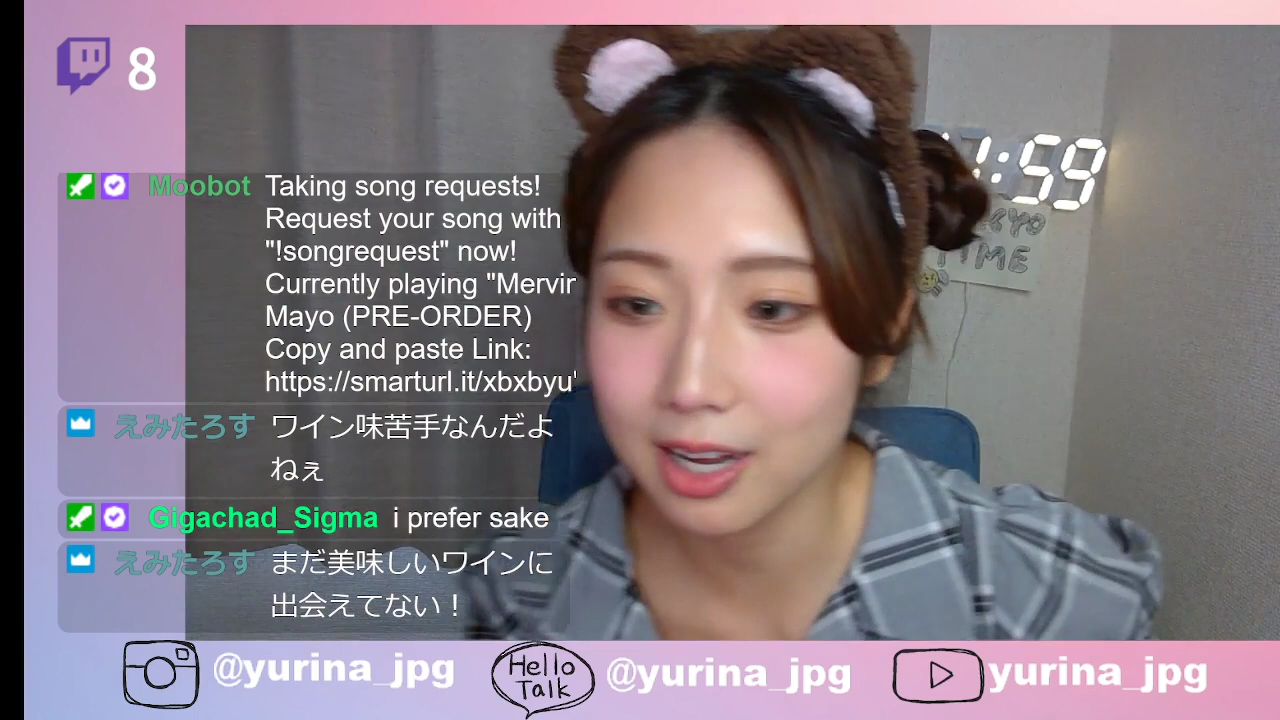 8
Moobot Taking song requests!
Request your song with
"!songrequest" now!
Currently playing "Mervin
Mayo (PRE-ORDER)
Copy and paste Link:
https://smarturl.it/xbxbyu
えみたろす ワイン味苦手なんだよ
ねぇ
Gigachad_Sigma i prefer sake
えみたろす まだ美味しいワインに
出会えてない！
:59
TIME
@yurina_jpg
Hello
Talk
@yurina_jpg
yurina_jpg